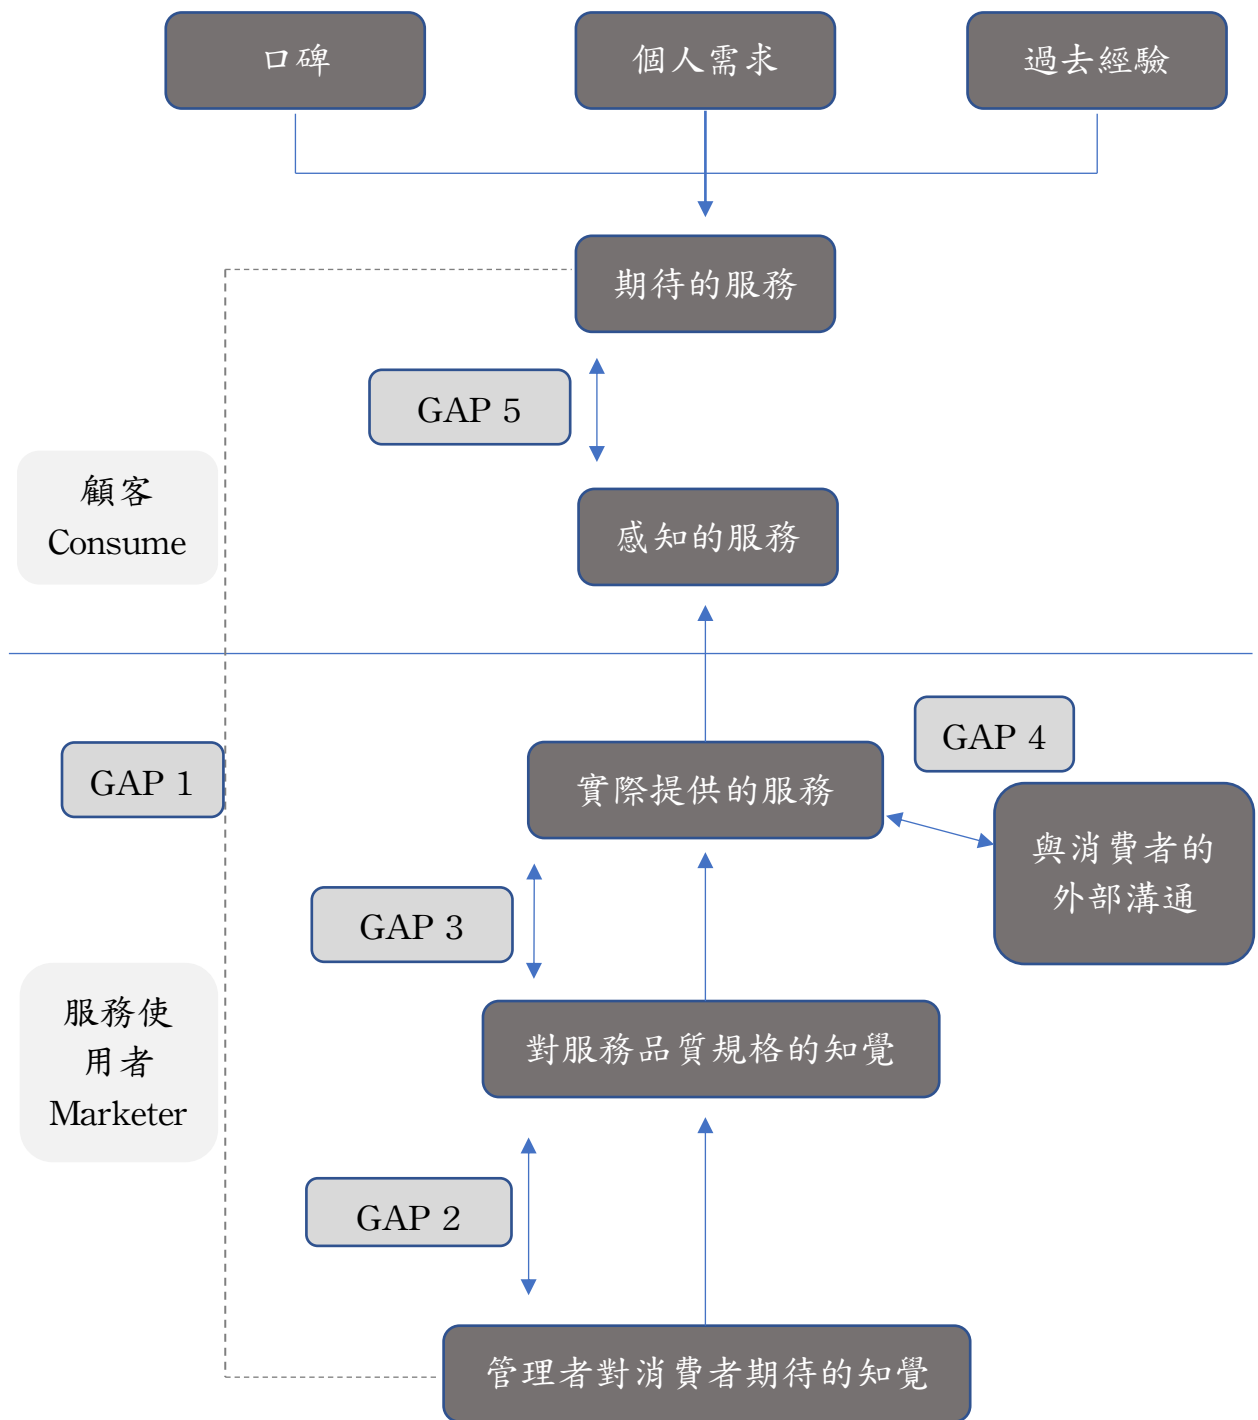 口碑
個人需求
過去經驗
期待的服務
GAP 5
顧客
Consume
感知的服務
GAP 4
GAP 1
實際提供的服務
與消費者的
外部溝通
GAP 3
服務使
用者
Marketer
對服務品質規格的知覺
GAP 2
管理者對消費者期待的知覺